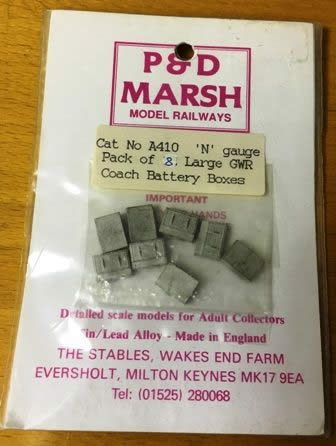 P&D
MARSH
MODEL RAILWAYS
Cat No A410 'N' gauge
Pack of 8 Large GWR
Coach Battery Boxes
IMPORTANT
HANDS
Detailed scale models for Adult Collectors
Tin/Lead Alloy - Made in England
THE STABLES, WAKES END FARM
EVERSHOLT, MILTON KEYNES MK17 9EA
Tel: (01525) 280068